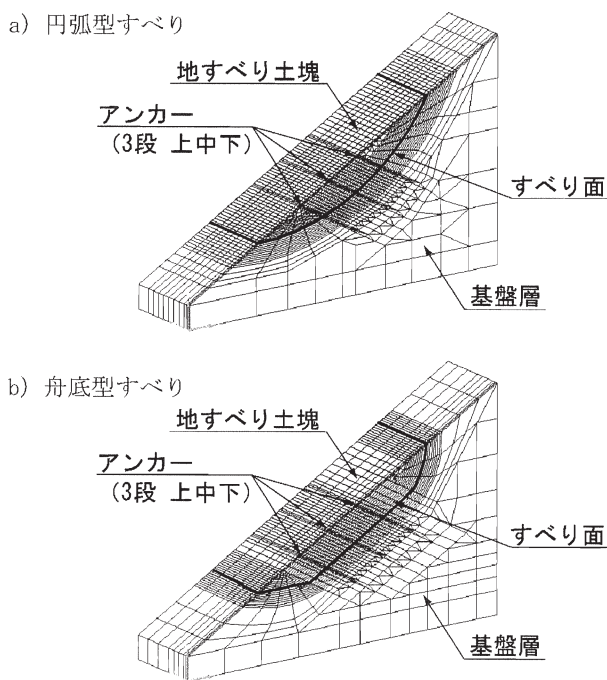 a) 円弧型すべり
地すべり土塊
アンカー
(3段 上中下)
すべり面
基盤層
b) 舟底型すべり
地すべり土塊
アンカー
(3段 上中下)
すべり面
基盤層